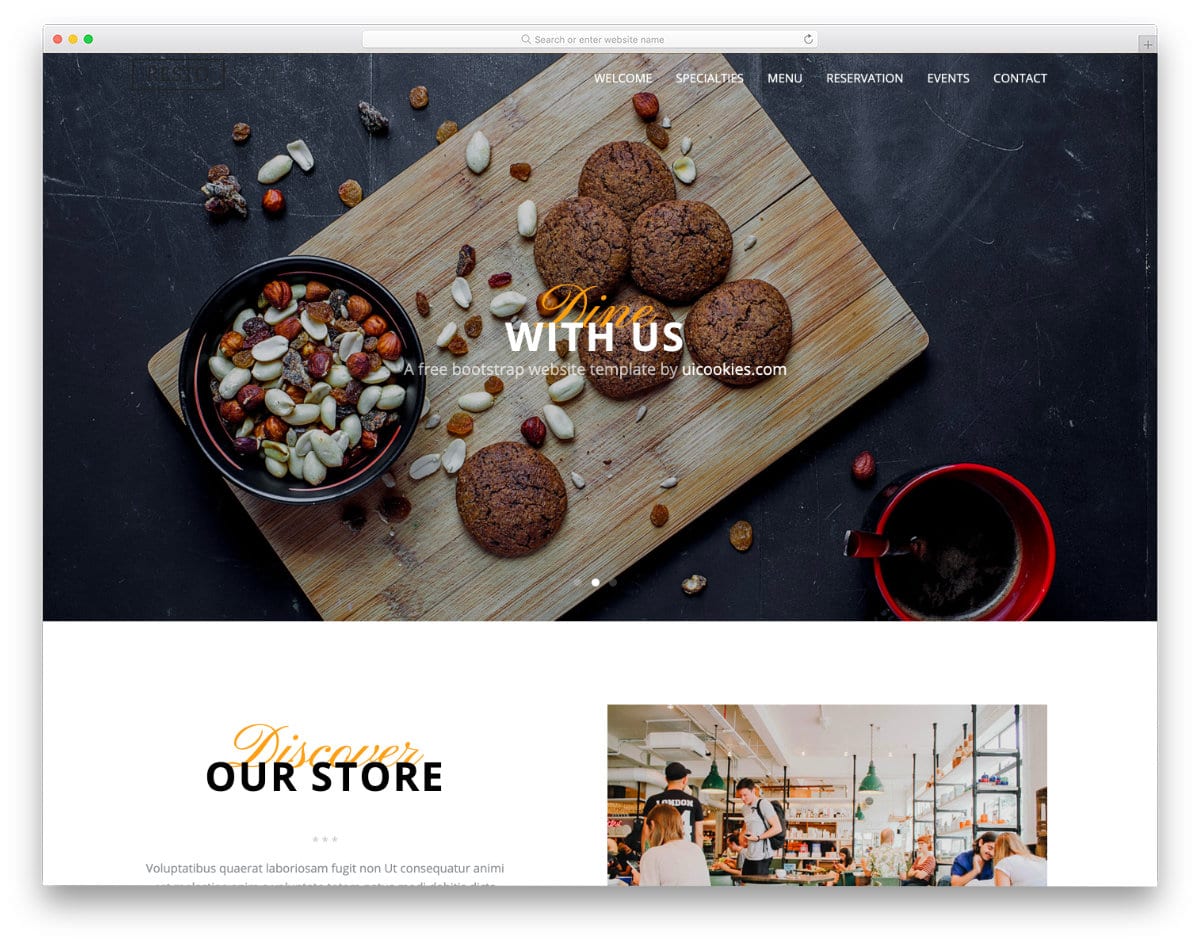 Search or enter website name
RESTO
WELCOME SPECIALTIES MENU RESERVATION EVENTS CONTACT
Dine
WITH US
A free bootstrap website template by uicookies.com
Discover
OUR STORE
***
Voluptatibus quaerat laboriosam fugit non Ut consequatur animi
LONDON